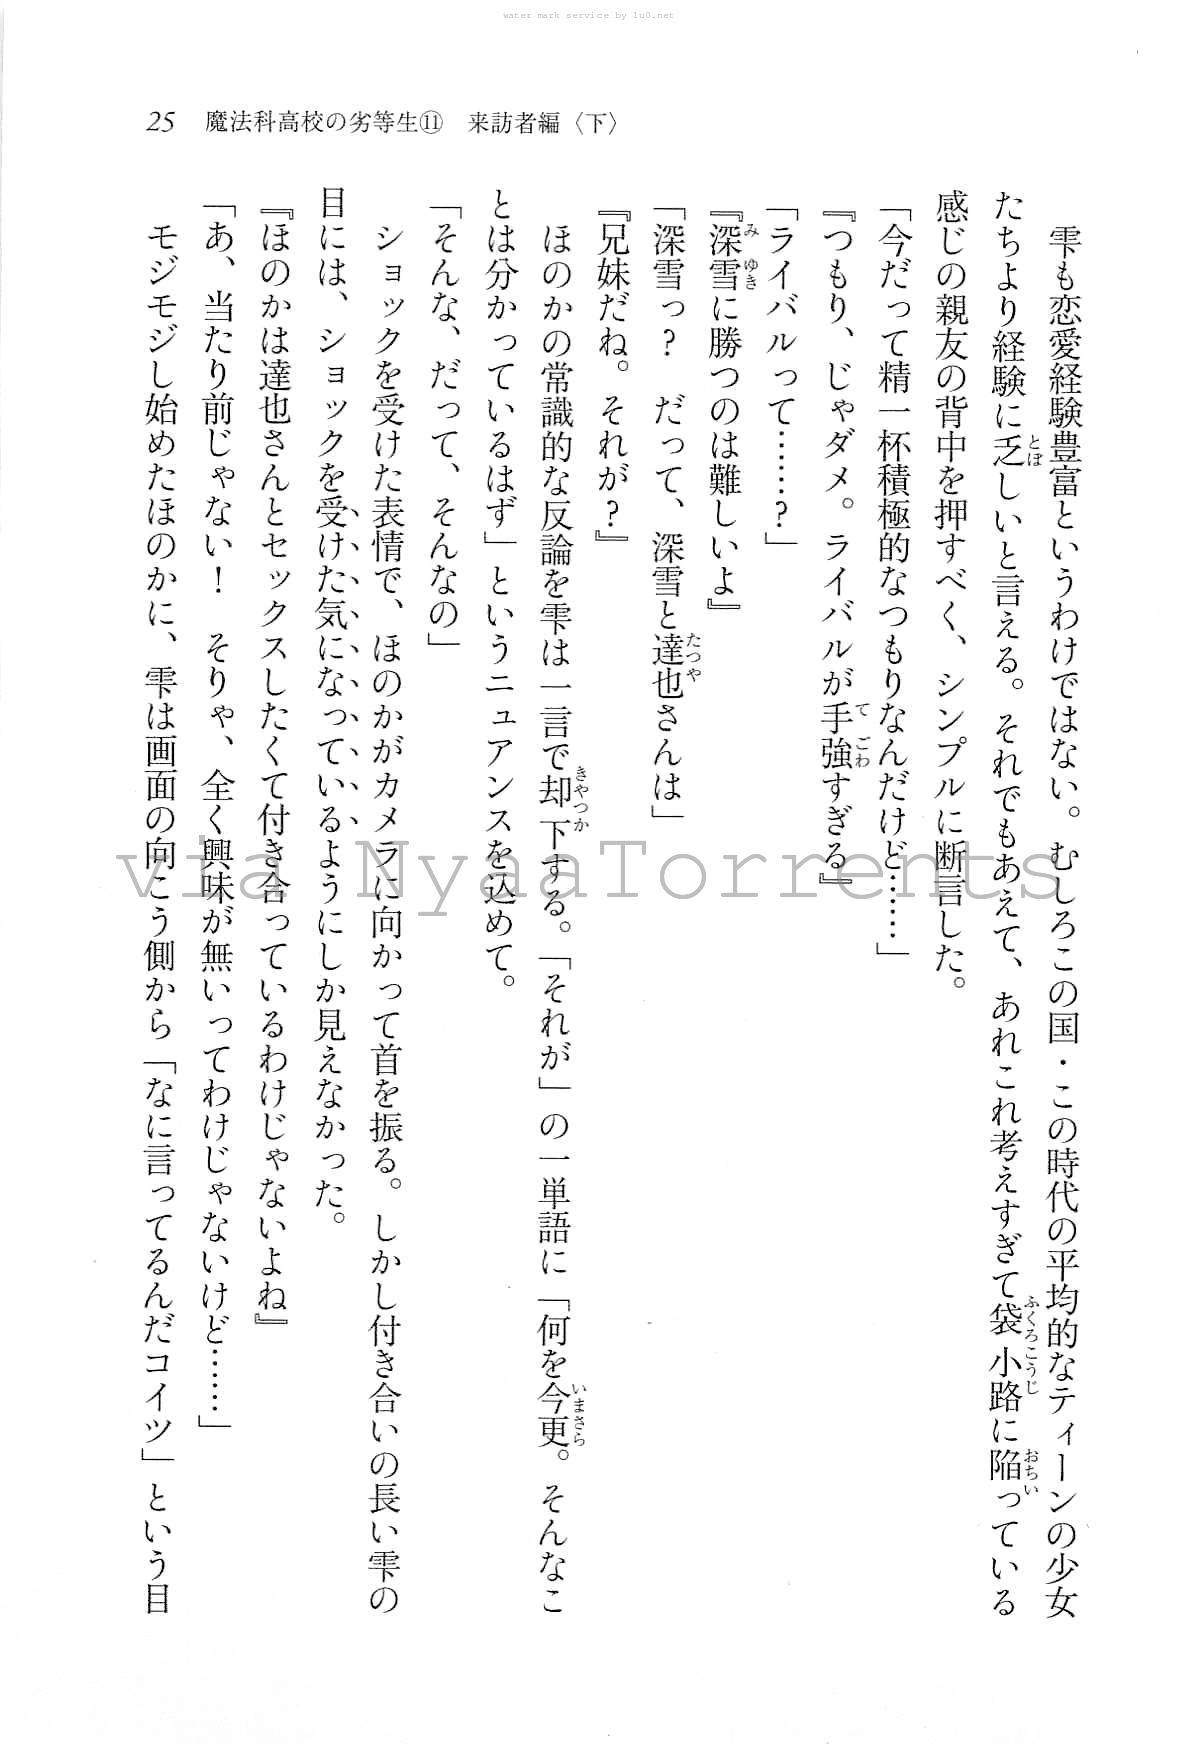 water mark service by lu0.net
25 魔法科高校の劣等生⑪ 来訪者編〈下〉
雫も恋愛経験豊富というわけではない。むしろこの国・この時代の平均的なティーンの少女
たちより経験に乏しいと言える。それでもあえて、あれこれ考えすぎて袋小路に陥っている
感じの親友の背中を押すべく、シンプルに断言した。
「今だって精一杯積極的なつもりなんだけど……」
『つもり、じゃダメ。ライバルが手強すぎる』
「ライバルって……?」
『深雪に勝つのは難しいよ』
「深雪っ? だって、深雪と達也さんは」
『兄妹だね。それが?』
ほのかの常識的な反論を雫は一言で却下する。「それが」の一単語に「何を今更。そんなこ
とは分かっているはず」というニュアンスを込めて。
「そんな、だって、そんなの」
ショックを受けた表情で、ほのかがカメラに向かって首を振る。しかし付き合いの長い雫の
目には、ショックを受けた気になっているようにしか見えなかった。
『ほのかは達也さんとセックスしたくて付き合っているわけじゃないよね』
「あ、当たり前じゃない! そりゃ、全く興味が無いってわけじゃないけど……」
モジモジし始めたほのかに、雫は画面の向こう側から「なに言ってるんだコイツ」という目
via NyaaTorrents